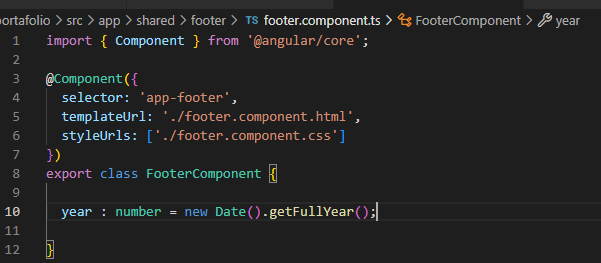 portafolio > src > app > shared > footer > footer.component.ts > FooterComponent > year
1 import { Component } from '@angular/core';
2
3 @Component({
4   selector: 'app-footer',
5   templateUrl: './footer.component.html',
6   styleUrls: ['./footer.component.css']
7 })
8 export class FooterComponent {
9
10   year : number = new Date().getFullYear();
11
12 }